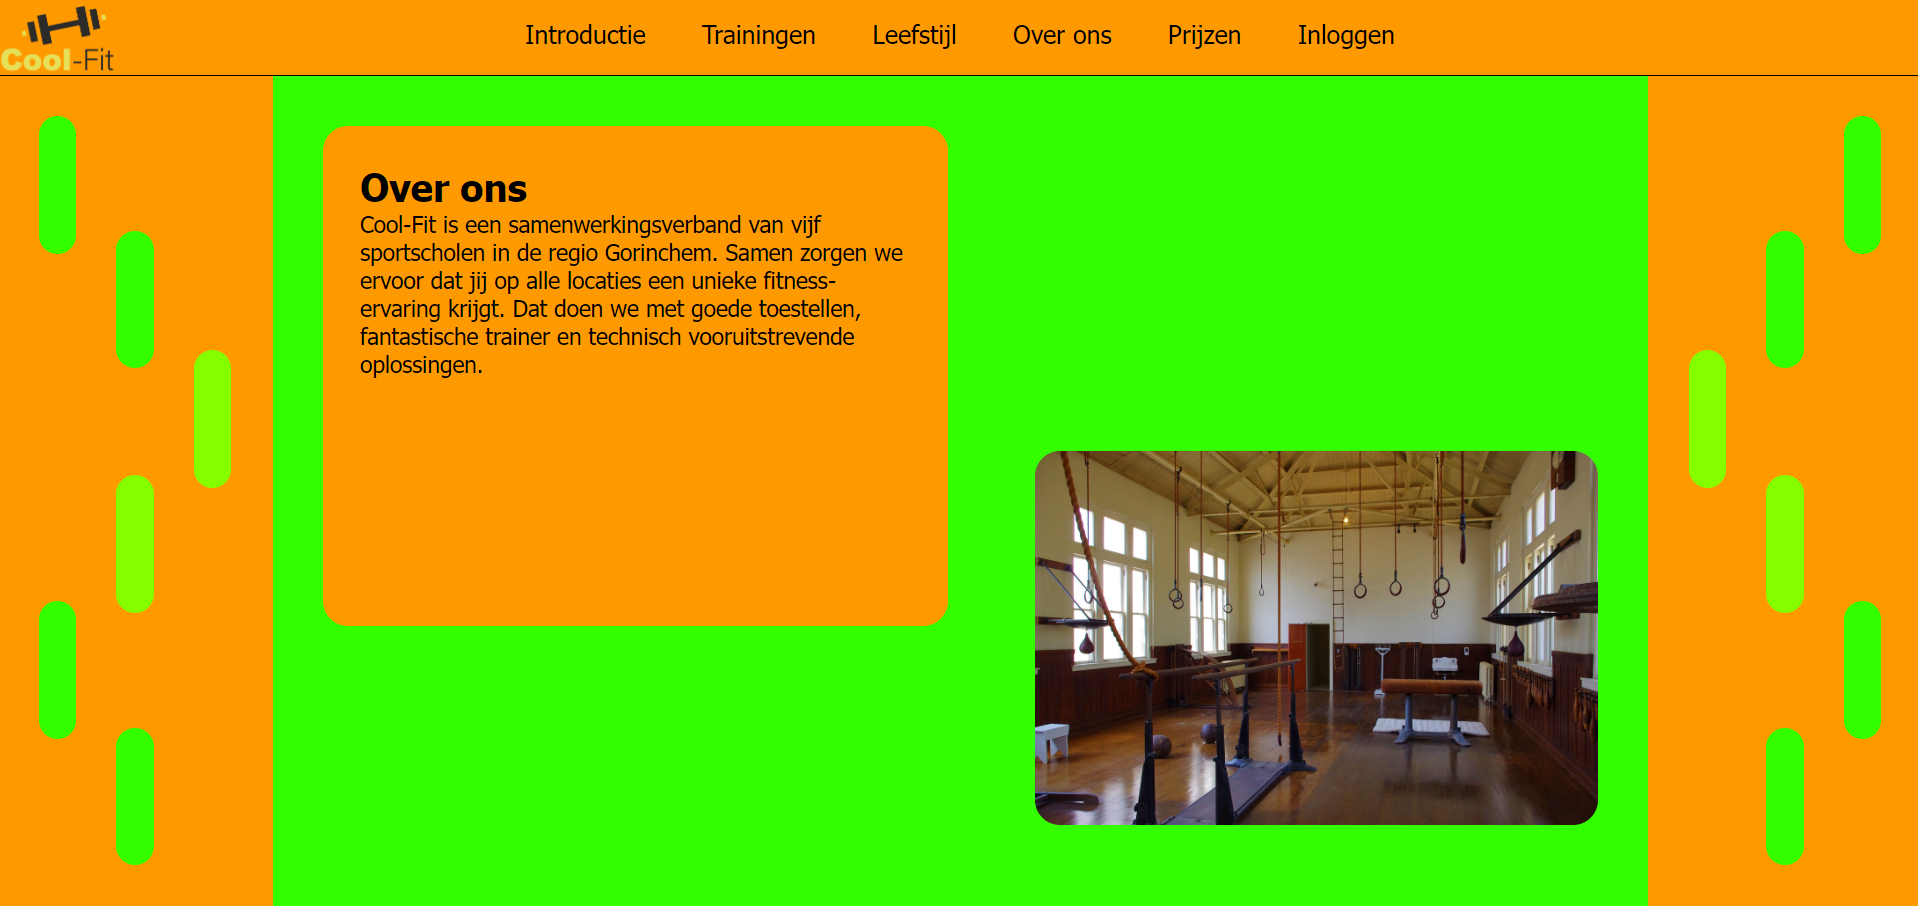 Cool-Fit
Introductie Trainingen Leefstijl Over ons Prijzen Inloggen
Over ons
Cool-Fit is een samenwerkingsverband van vijf
sportscholen in de regio Gorinchem. Samen zorgen we
ervoor dat jij op alle locaties een unieke fitness-
ervaring krijgt. Dat doen we met goede toestellen,
fantastische trainer en technisch vooruitstrevende
oplossingen.